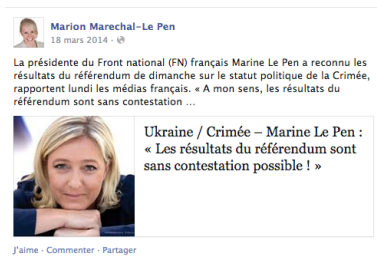 Marion Marechal-Le Pen
18 mars 2014 ·
La présidente du Front national (FN) français Marine Le Pen a reconnu les
résultats du référendum de dimanche sur le statut politique de la Crimée,
rapportent lundi les médias français. « A mon sens, les résultats du
référendum sont sans contestation ...
Ukraine / Crimée – Marine Le Pen :
« Les résultats du référendum sont
sans contestation possible ! »
J'aime · Commenter · Partager